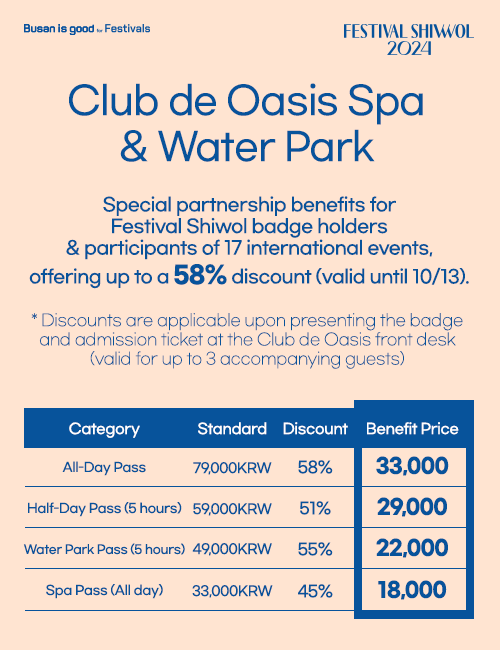 Busan is good for Festivals
FESTIVAL SHIWOL
2024
Club de Oasis Spa
& Water Park
Special partnership benefits for
Festival Shiwol badge holders
& participants of 17 international events,
offering up to a 58% discount (valid until 10/13).
* Discounts are applicable upon presenting the badge
and admission ticket at the Club de Oasis front desk
(valid for up to 3 accompanying guests)
Category Standard Discount Benefit Price
All-Day Pass 79,000KRW 58% 33,000
Half-Day Pass (5 hours) 59,000KRW 51% 29,000
Water Park Pass (5 hours) 49,000KRW 55% 22,000
Spa Pass (All day) 33,000KRW 45% 18,000